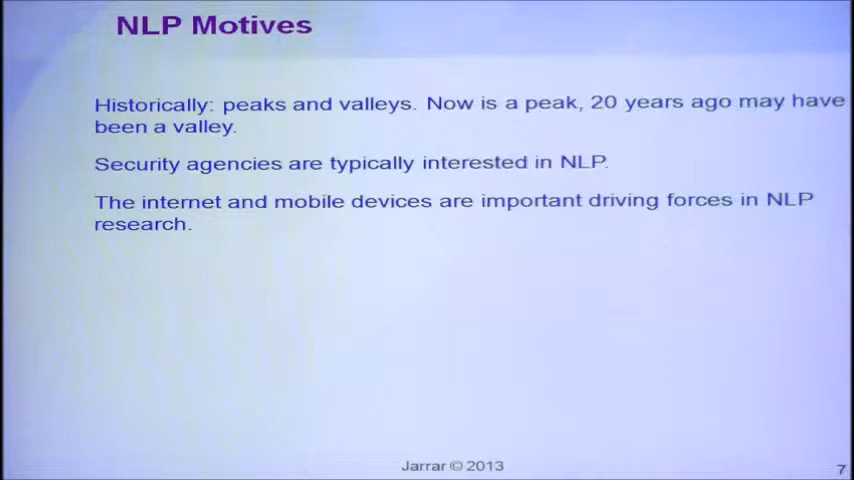 NLP Motives
Historically: peaks and valleys. Now is a peak, 20 years ago may have
been a valley.
Security agencies are typically interested in NLP.
The internet and mobile devices are important driving forces in NLP
research.
Jarrar © 2013
7